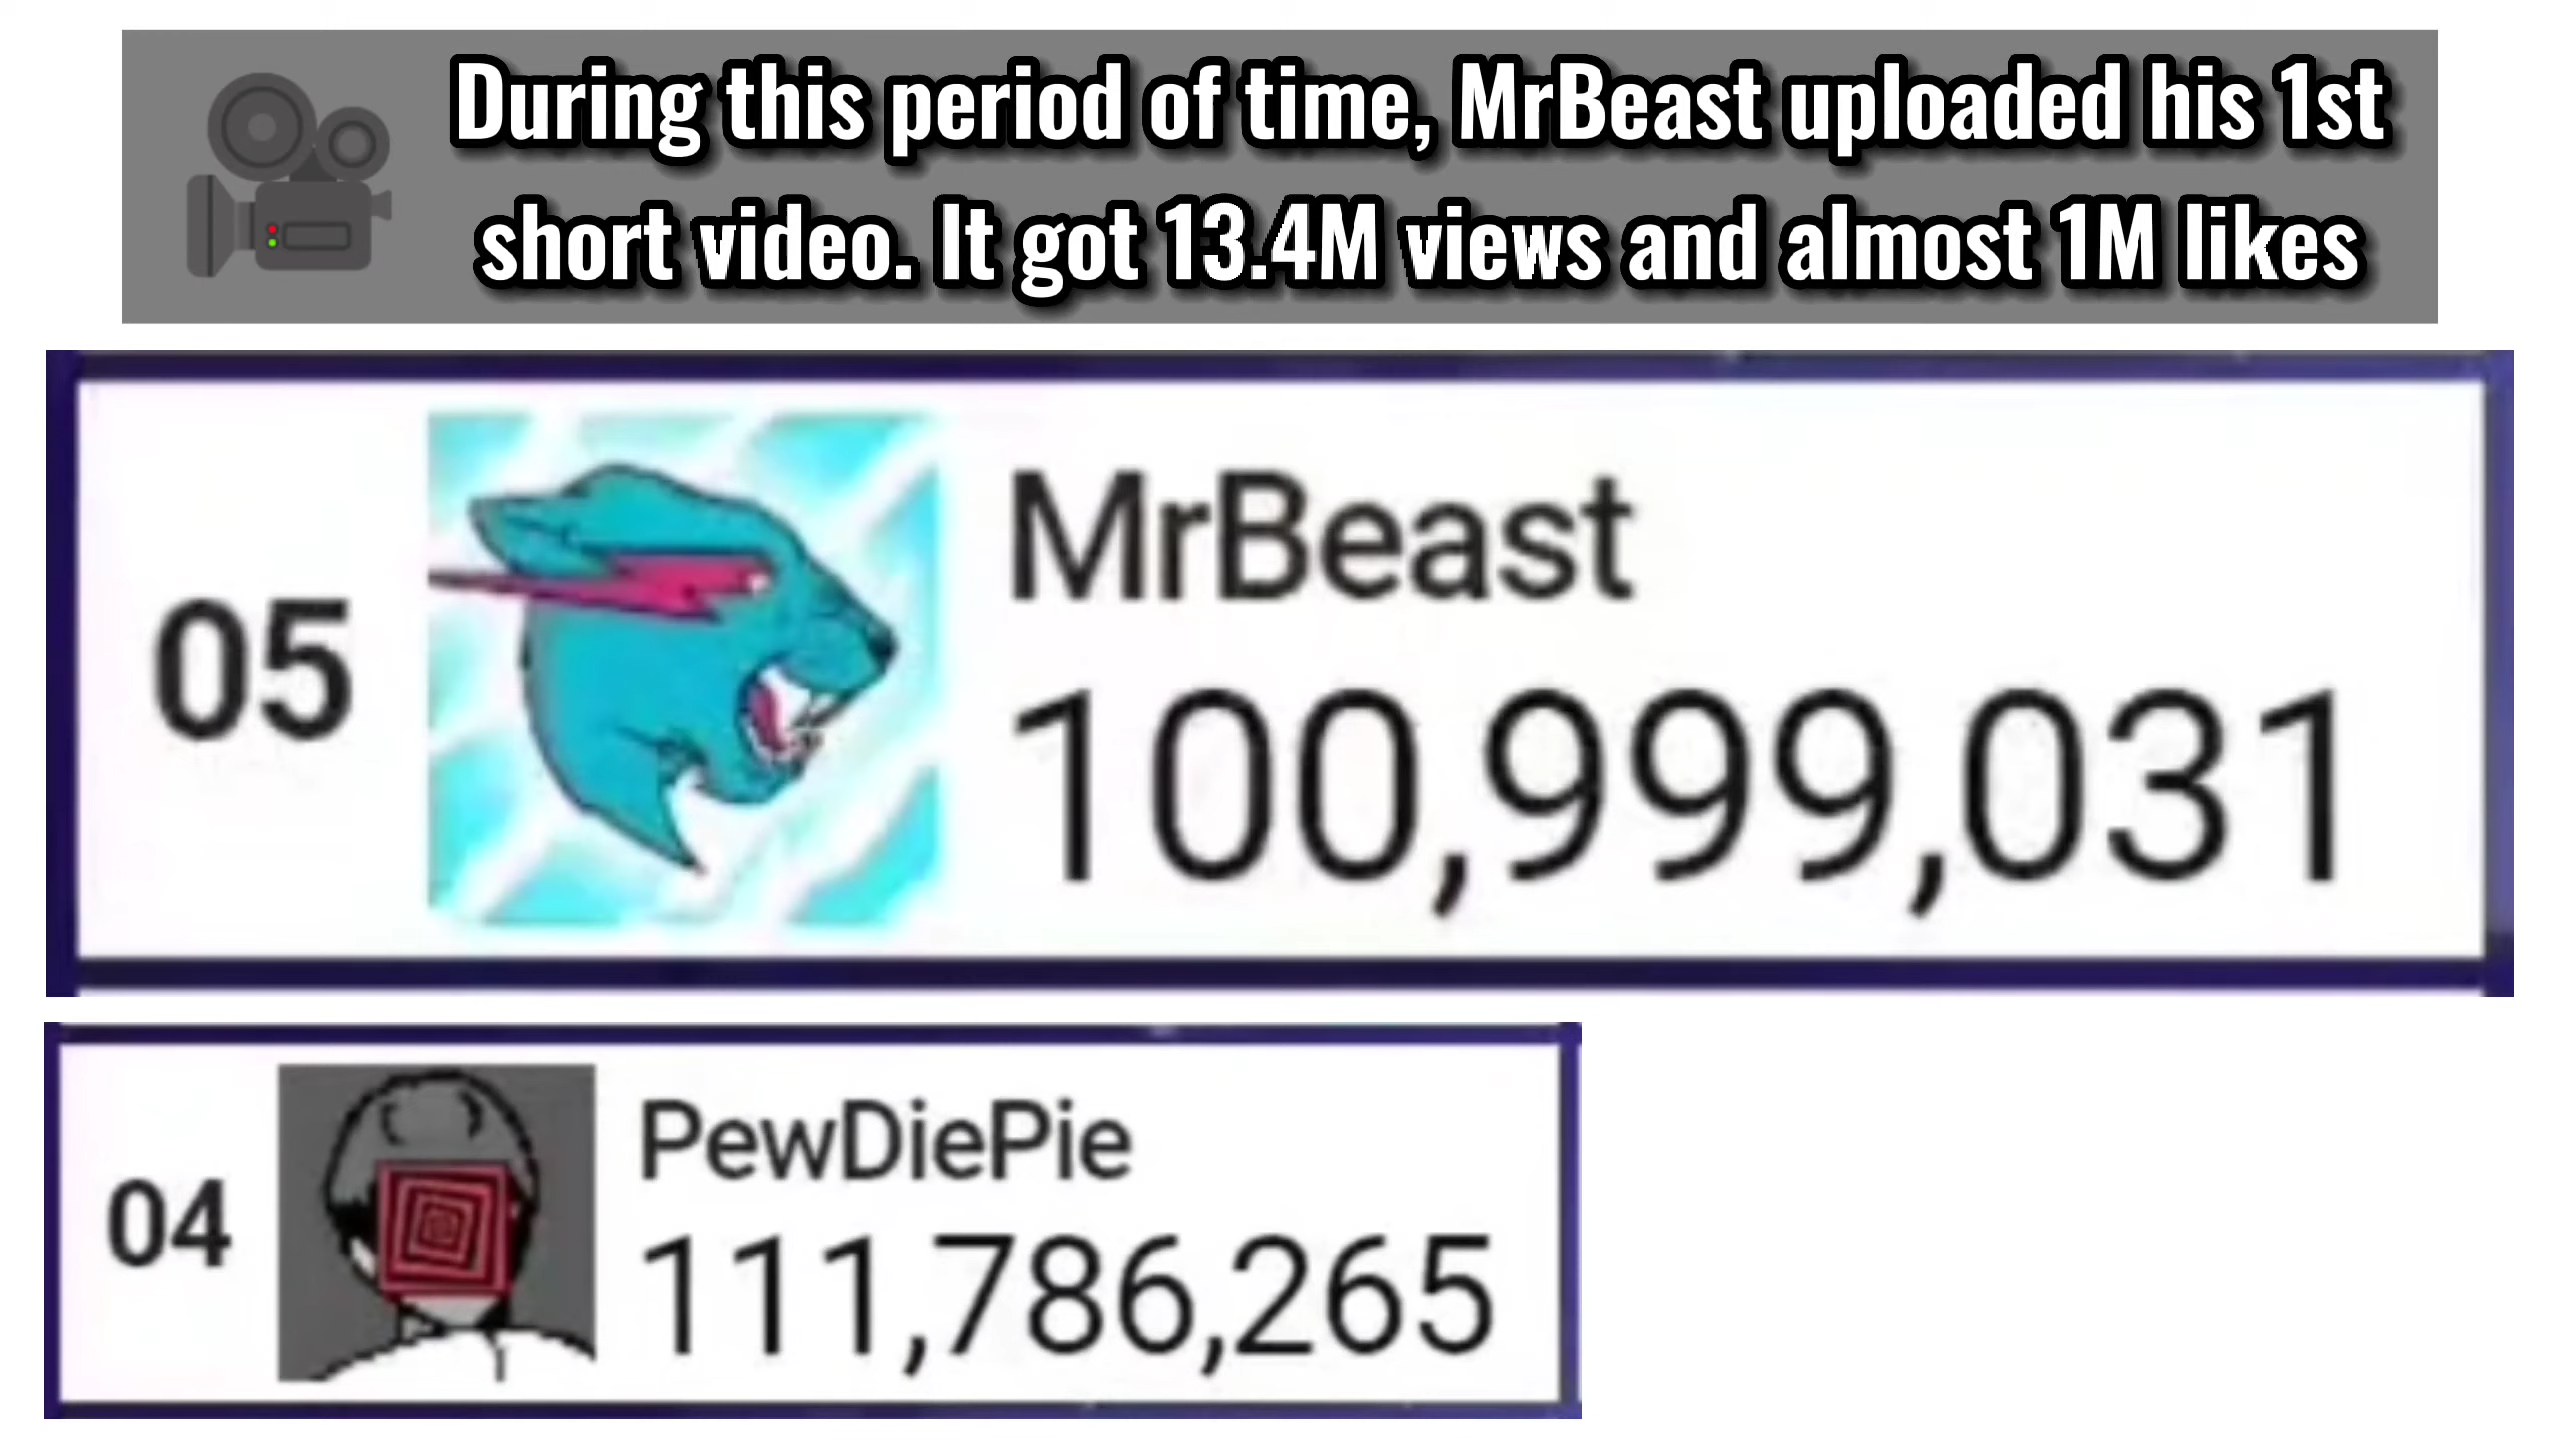 During this period of time, MrBeast uploaded his 1st
short video. It got 13.4M views and almost 1M likes
05
MrBeast
100,999,031
04
PewDiePie
111,786,265